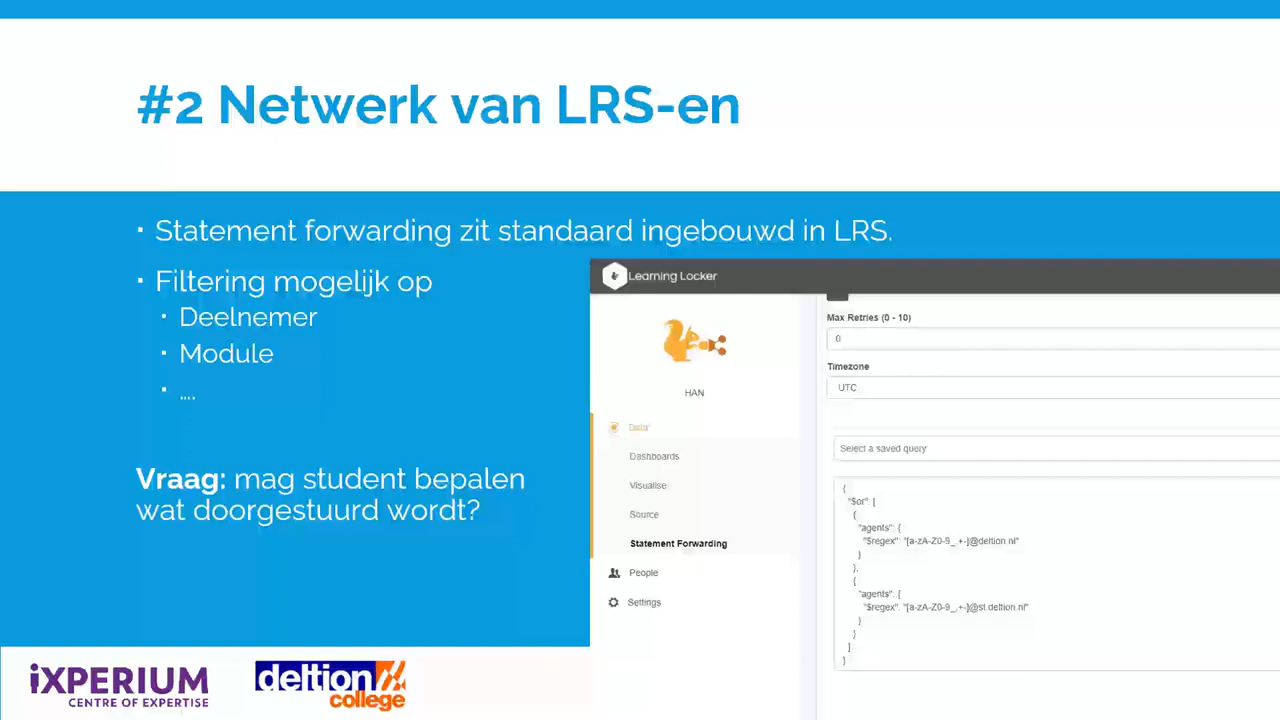 #2 Netwerk van LRS-en
· Statement forwarding zit standaard ingebouwd in LRS.
· Filtering mogelijk op
· Deelnemer
· Module
· ....
Vraag: mag student bepalen
wat doorgestuurd wordt?
Learning Locker
HAN
Data
Dashboards
Visualise
Source
Statement Forwarding
People
Settings
Max Retries (0 - 10)
0
Timezone
UTC
Select a saved query
{
"$or": [
{
"agents": {
"$regex": "[a-zA-Z0-9_.+-]@deltion.nl"
}
},
{
"agents": {
"$regex": "[a-zA-Z0-9_.+-]@st.deltion.nl"
}
}
]
}
iXPERIUM
CENTRE OF EXPERTISE
deltion
college